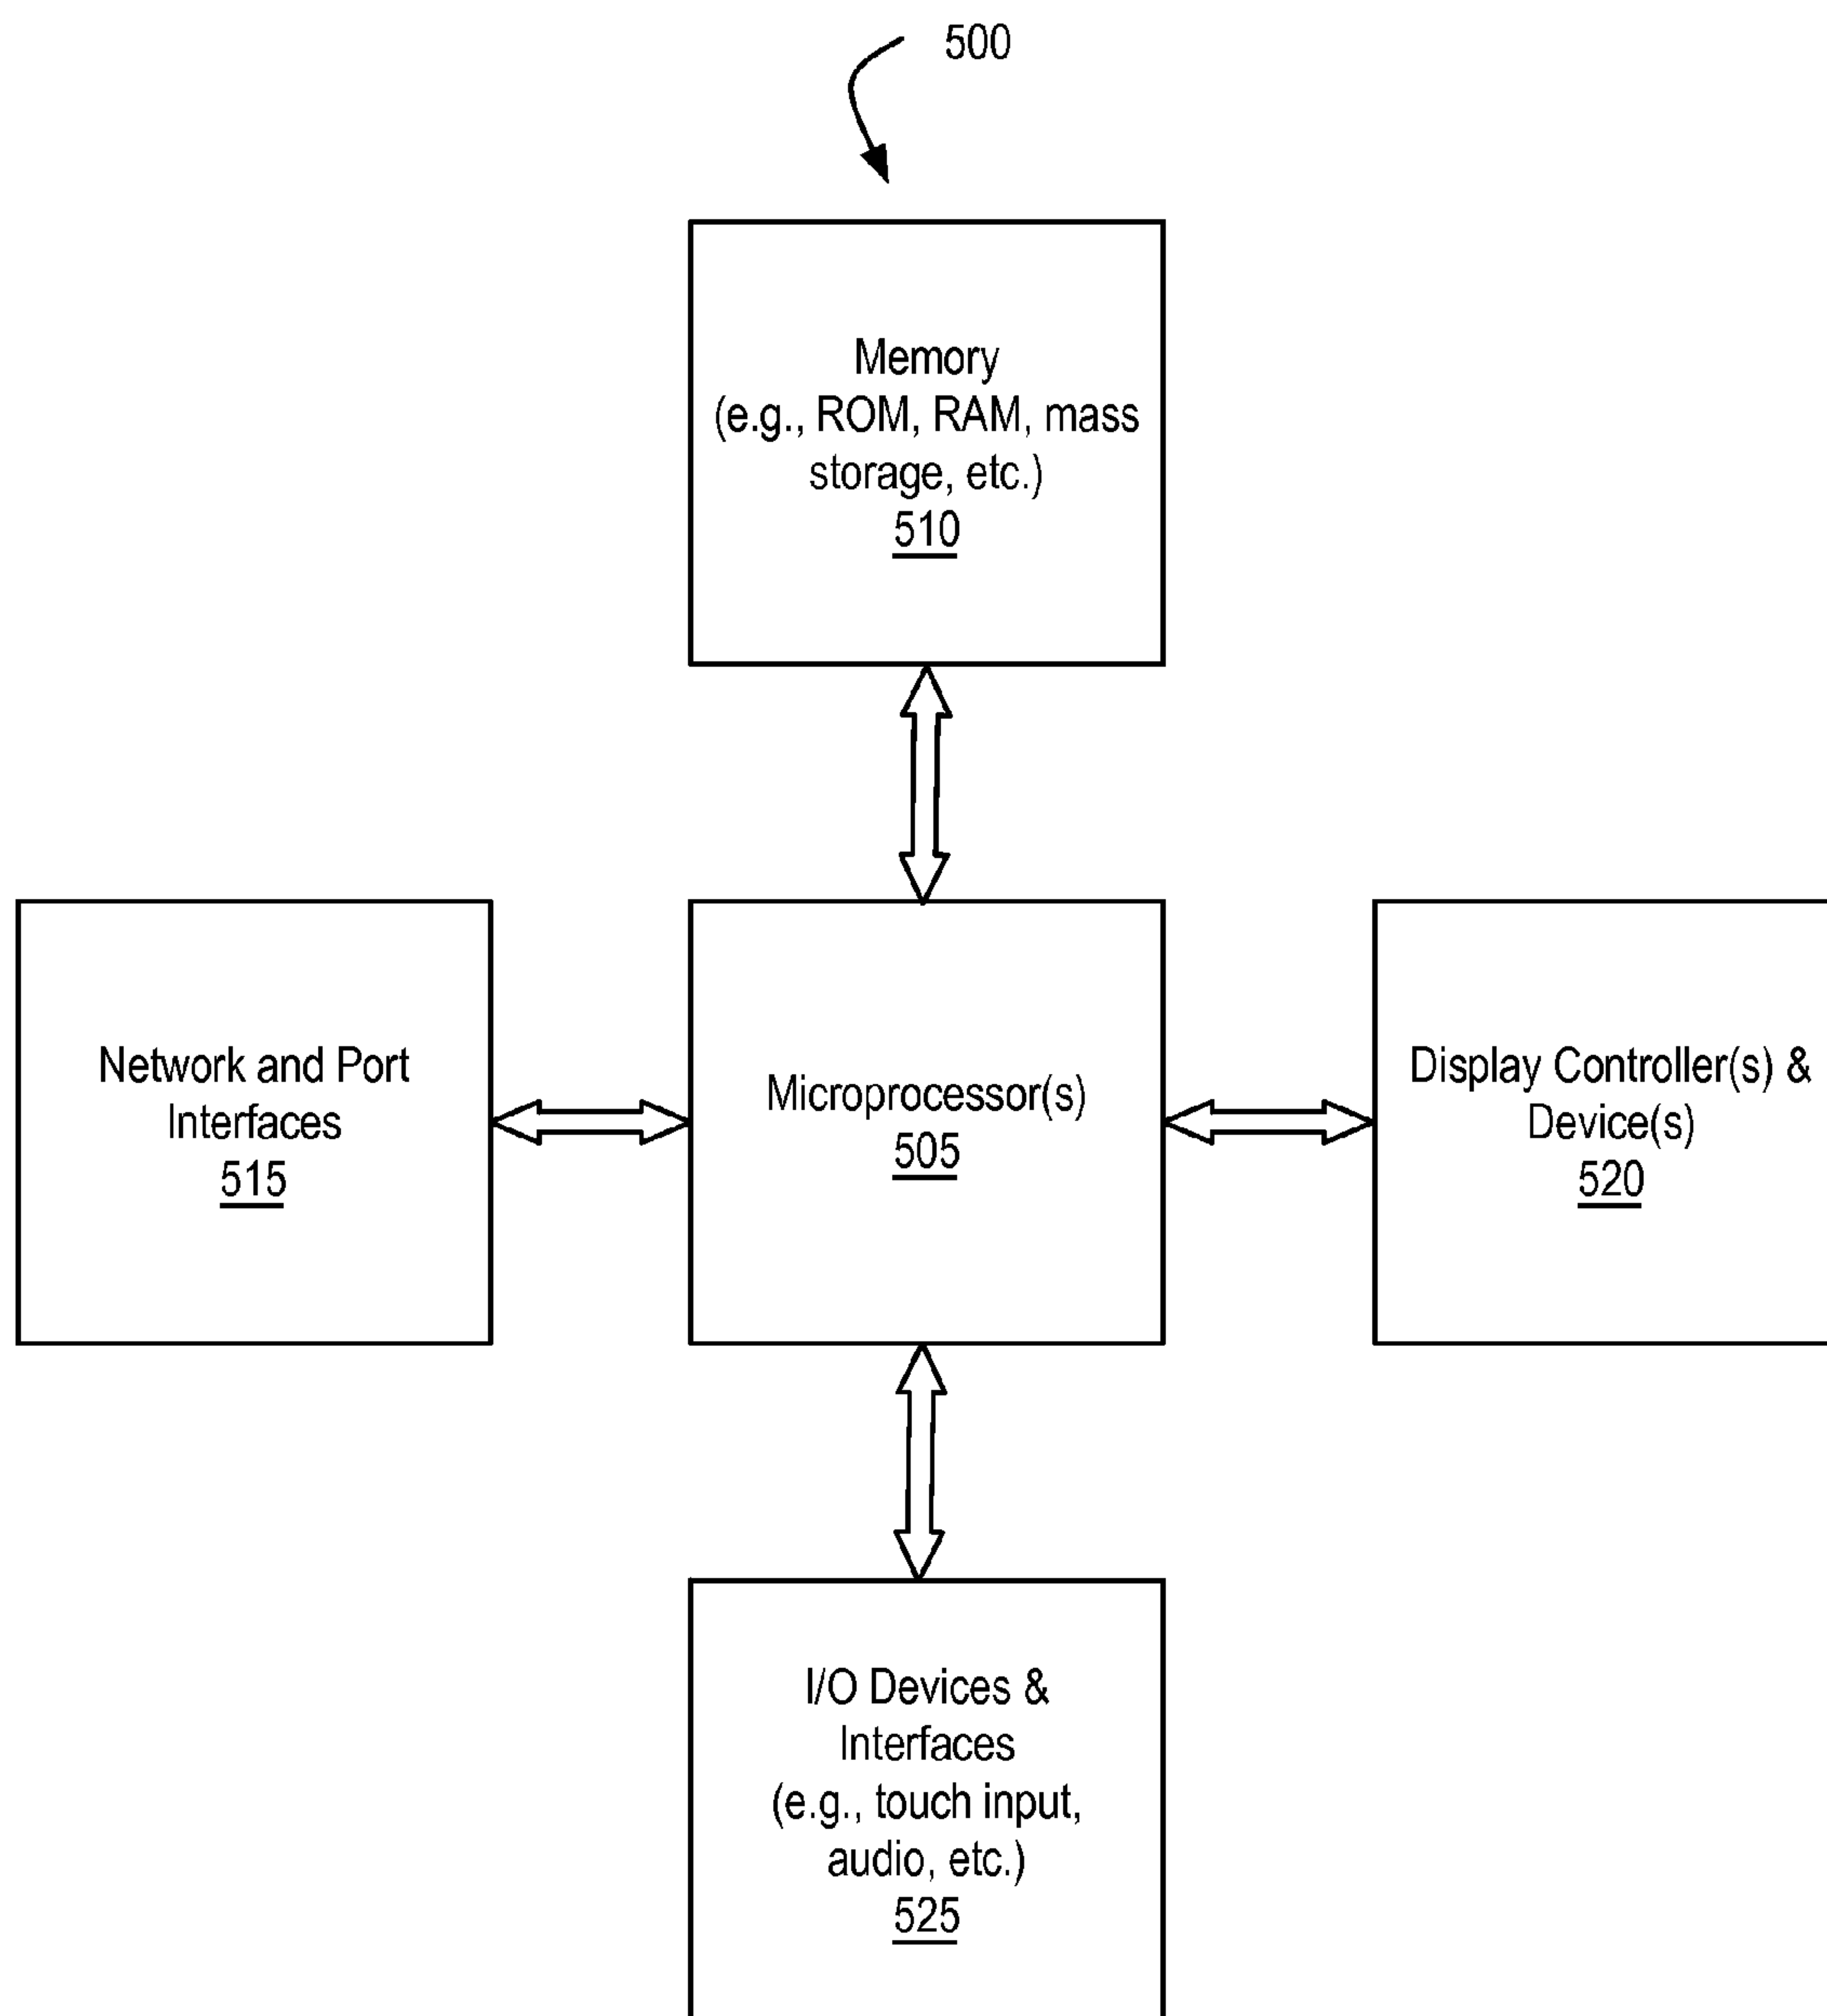 500
Memory
(e.g., ROM, RAM, mass
storage, etc.)
510
Network and Port
Interfaces
515
Microprocessor(s)
505
Display Controller(s) &
Device(s)
520
I/O Devices &
Interfaces
(e.g., touch input,
audio, etc.)
525